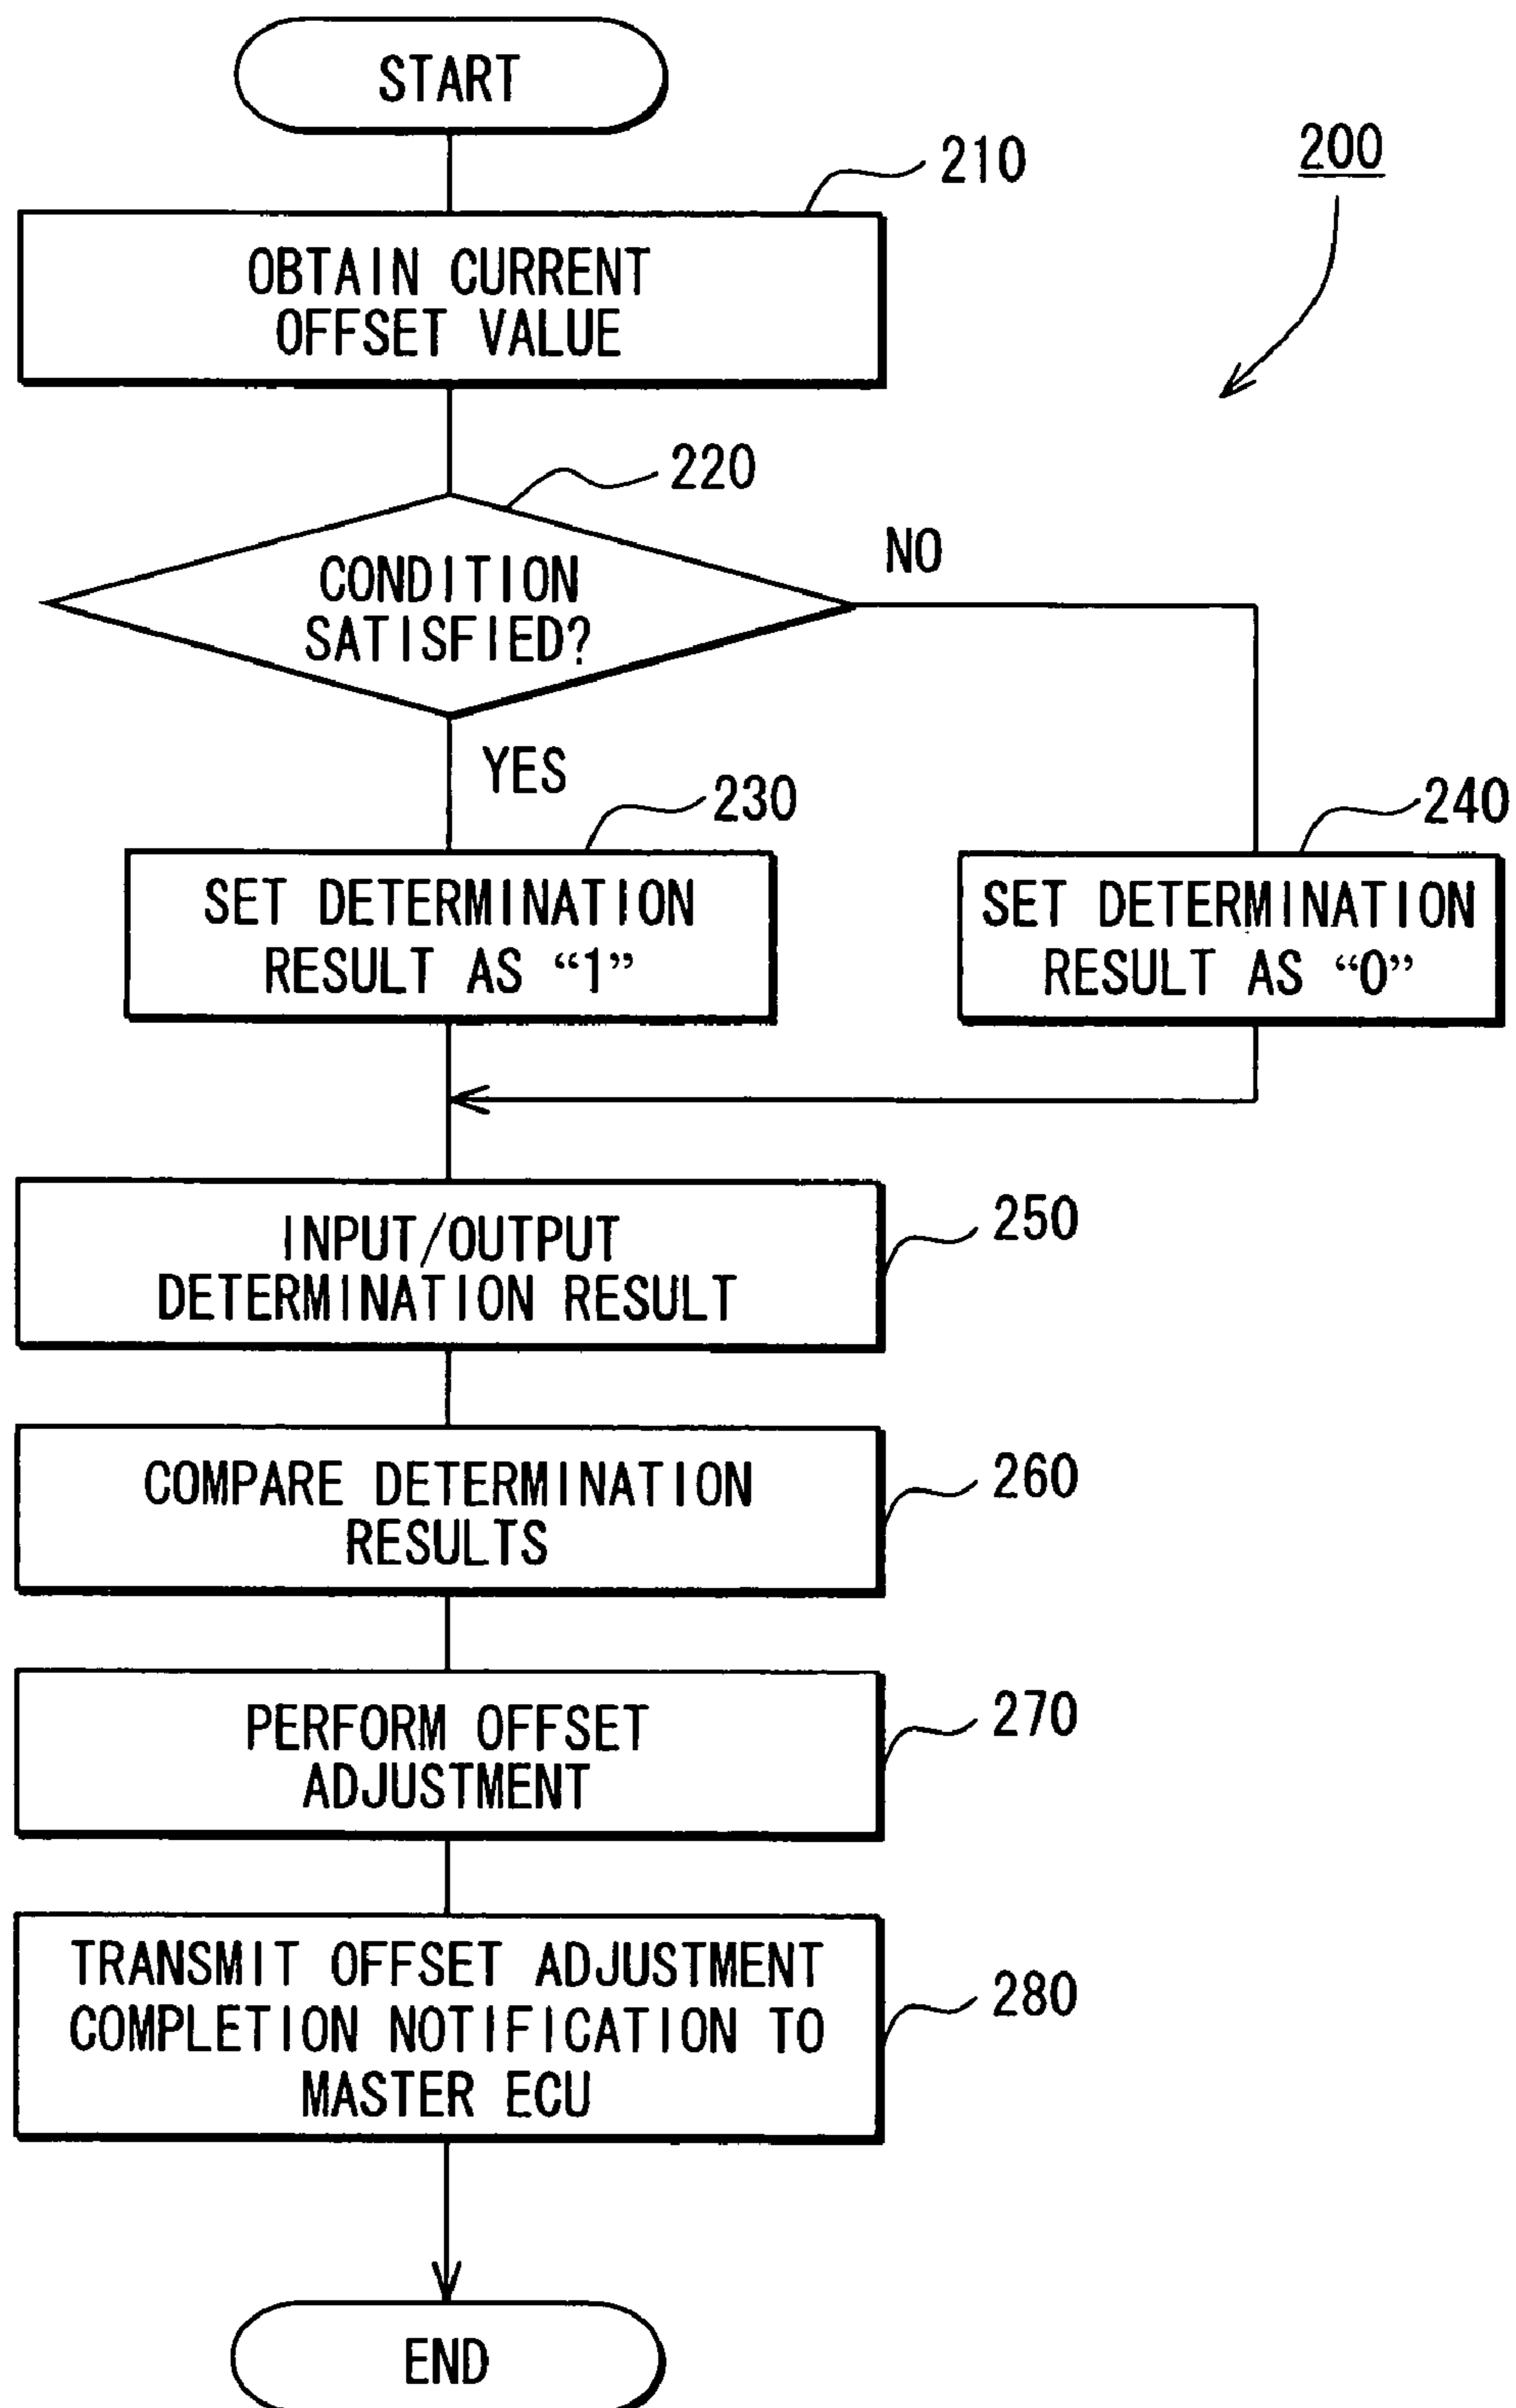 START
210
200
OBTAIN CURRENT
OFFSET VALUE
220
CONDITION
SATISFIED?
NO
YES
230
240
SET DETERMINATION
RESULT AS “1”
SET DETERMINATION
RESULT AS “0”
INPUT/OUTPUT
DETERMINATION RESULT
250
COMPARE DETERMINATION
RESULTS
260
PERFORM OFFSET
ADJUSTMENT
270
TRANSMIT OFFSET ADJUSTMENT
COMPLETION NOTIFICATION TO
MASTER ECU
280
END